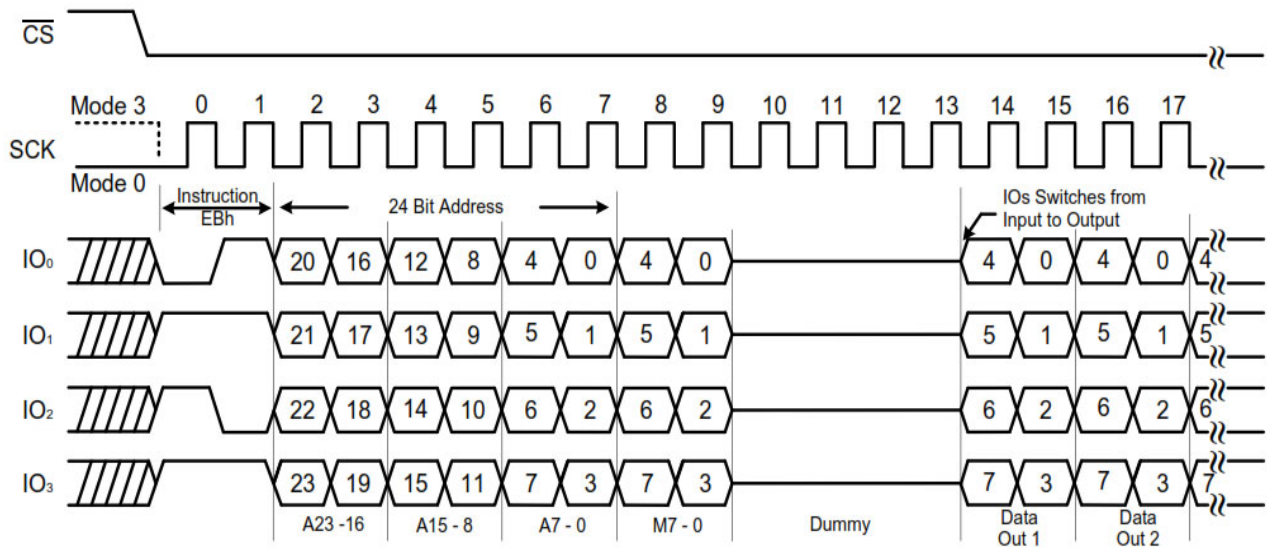 CS
Mode 3 0 1 2 3 4 5 6 7 8 9 10 11 12 13 14 15 16 17
SCK
Mode 0
Instruction
EBh
24 Bit Address
IOs Switches from
Input to Output
IO₀ 20 16 12 8 4 0 4 0 4 0 4 0 4
IO₁ 21 17 13 9 5 1 5 1 5 1 5 1 5
IO₂ 22 18 14 10 6 2 6 2 6 2 6 2 6
IO₃ 23 19 15 11 7 3 7 3 7 3 7 3 7
A23 -16 A15 - 8 A7 - 0 M7 - 0 Dummy
Data
Out 1
Data
Out 2